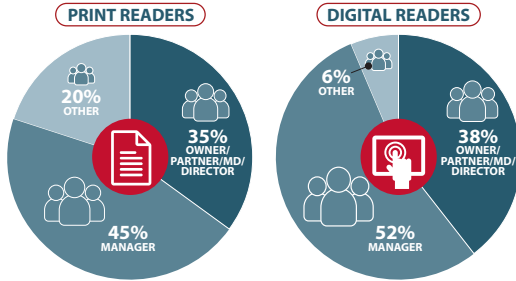 PRINT READERS
20%
OTHER
35%
OWNER/
PARTNER/MD/
DIRECTOR
45%
MANAGER
DIGITAL READERS
6%
OTHER
38%
OWNER/
PARTNER/MD/
DIRECTOR
52%
MANAGER